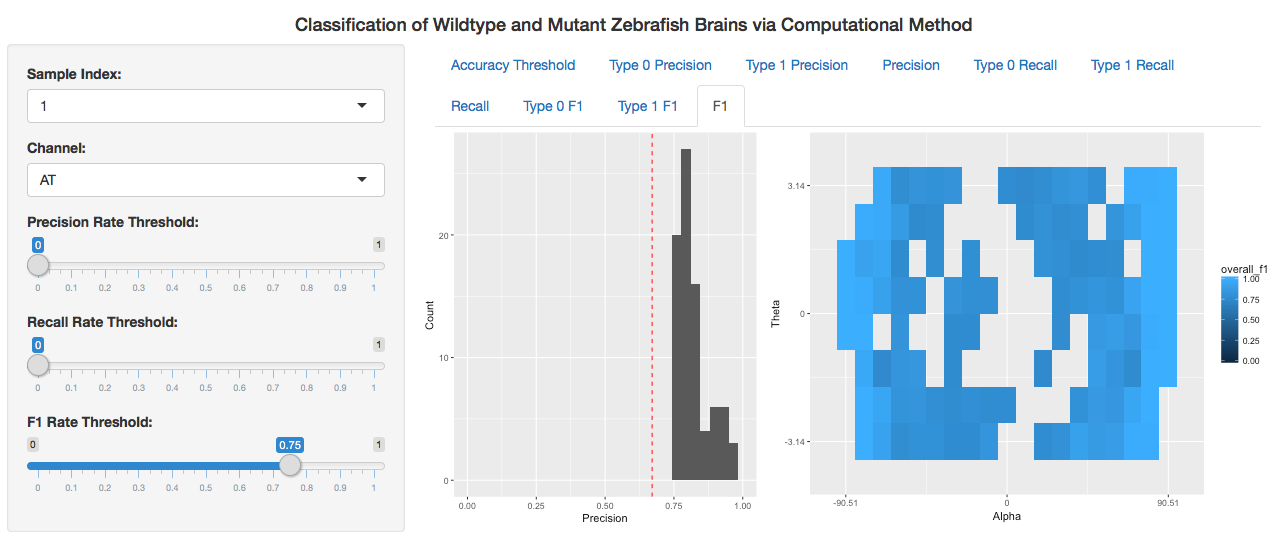 Classification of Wildtype and Mutant Zebrafish Brains via Computational Method
Sample Index:
1
Channel:
AT
Precision Rate Threshold:
0 1
0 0.1 0.2 0.3 0.4 0.5 0.6 0.7 0.8 0.9 1
Recall Rate Threshold:
0 1
0 0.1 0.2 0.3 0.4 0.5 0.6 0.7 0.8 0.9 1
F1 Rate Threshold:
0 0.75 1
0 0.1 0.2 0.3 0.4 0.5 0.6 0.7 0.8 0.9 1
Accuracy Threshold Type 0 Precision Type 1 Precision Precision Type 0 Recall Type 1 Recall
Recall Type 0 F1 Type 1 F1 F1
Count
20
10
0
0.00 0.25 0.50 0.75 1.00
Precision
Theta
3.14
0
-3.14
-90.51 0 90.51
Alpha
overall_f1
1.00
0.75
0.50
0.25
0.00